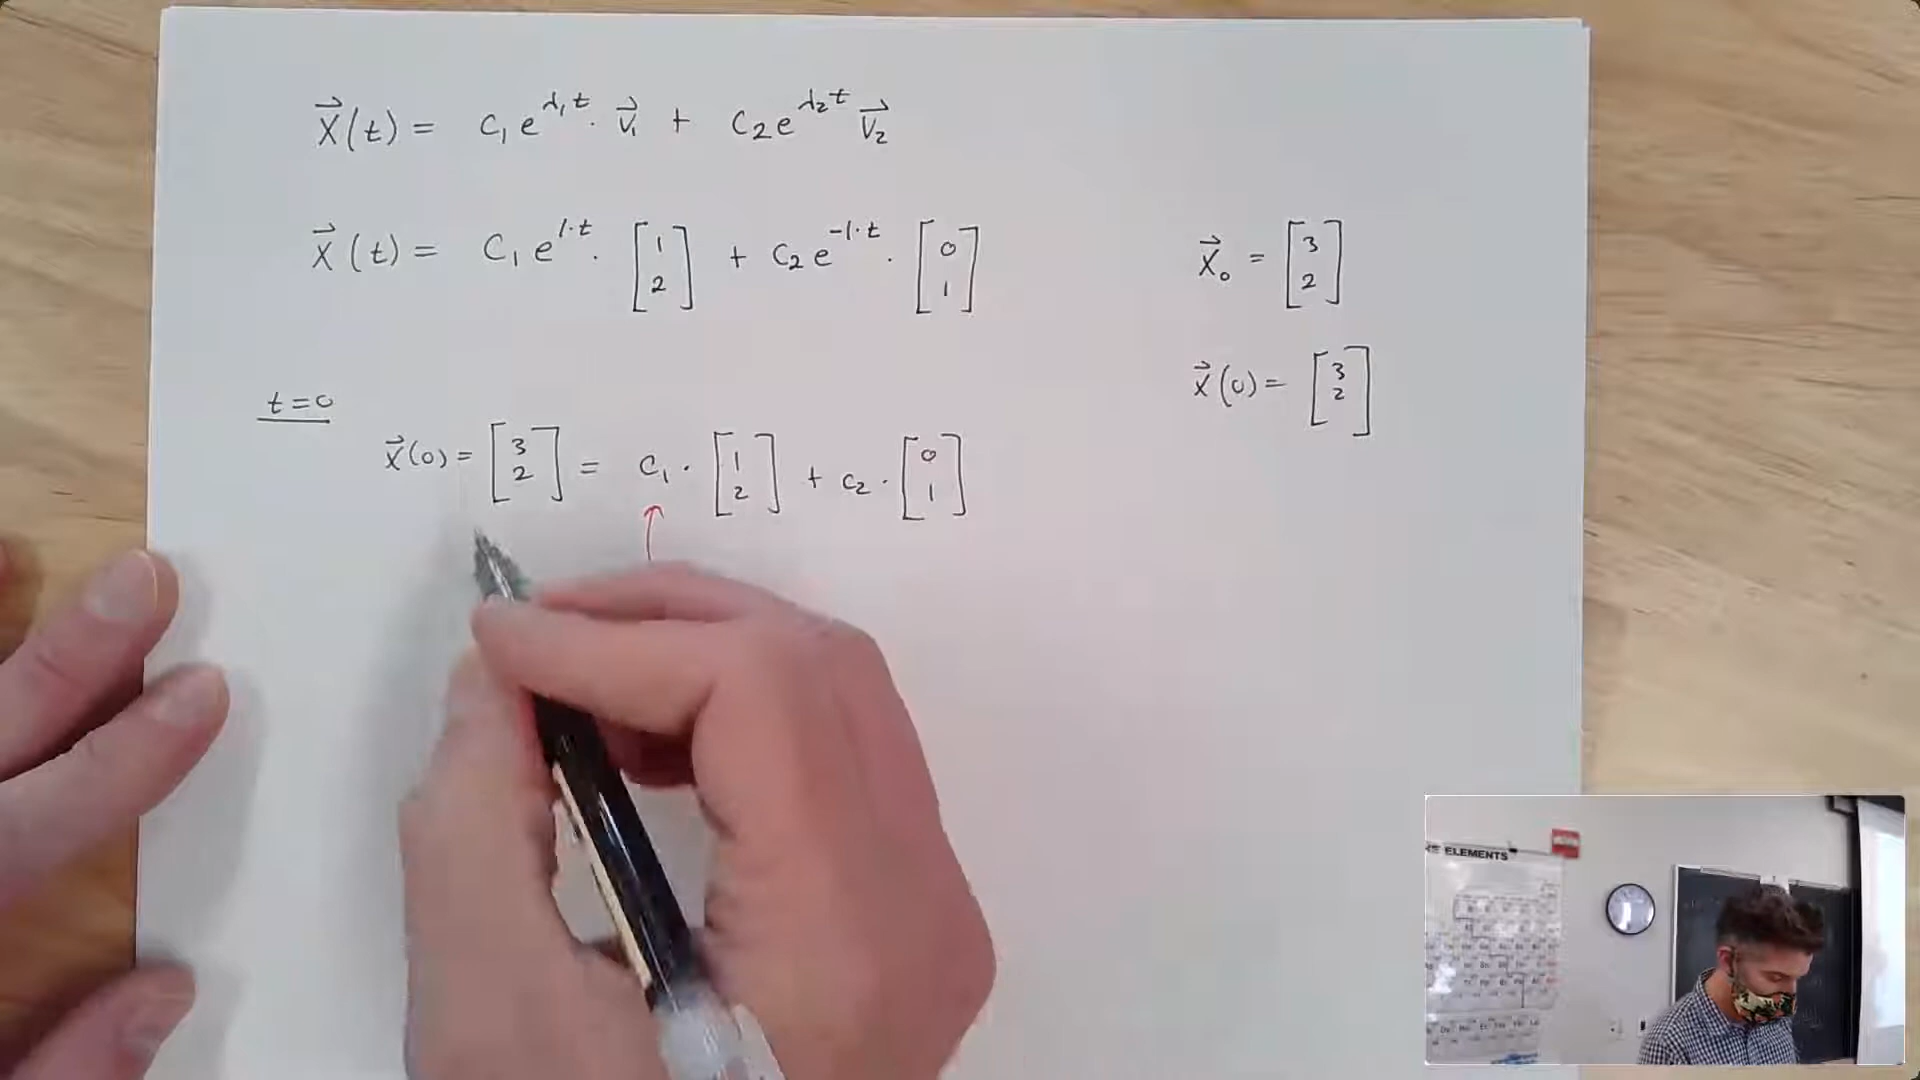 x⃗(t) = c₁e^{λ₁t} · v⃗₁ + c₂e^{λ₂t} v⃗₂
x⃗(t) = c₁e^{1·t} · [1 2] + c₂e^{-1·t} · [0 1]
x⃗₀ = [3 2]
x⃗(0) = [3 2]
t=0
x⃗(0) = [3 2] = c₁ · [1 2] + c₂ · [0 1]
ELEMENTS